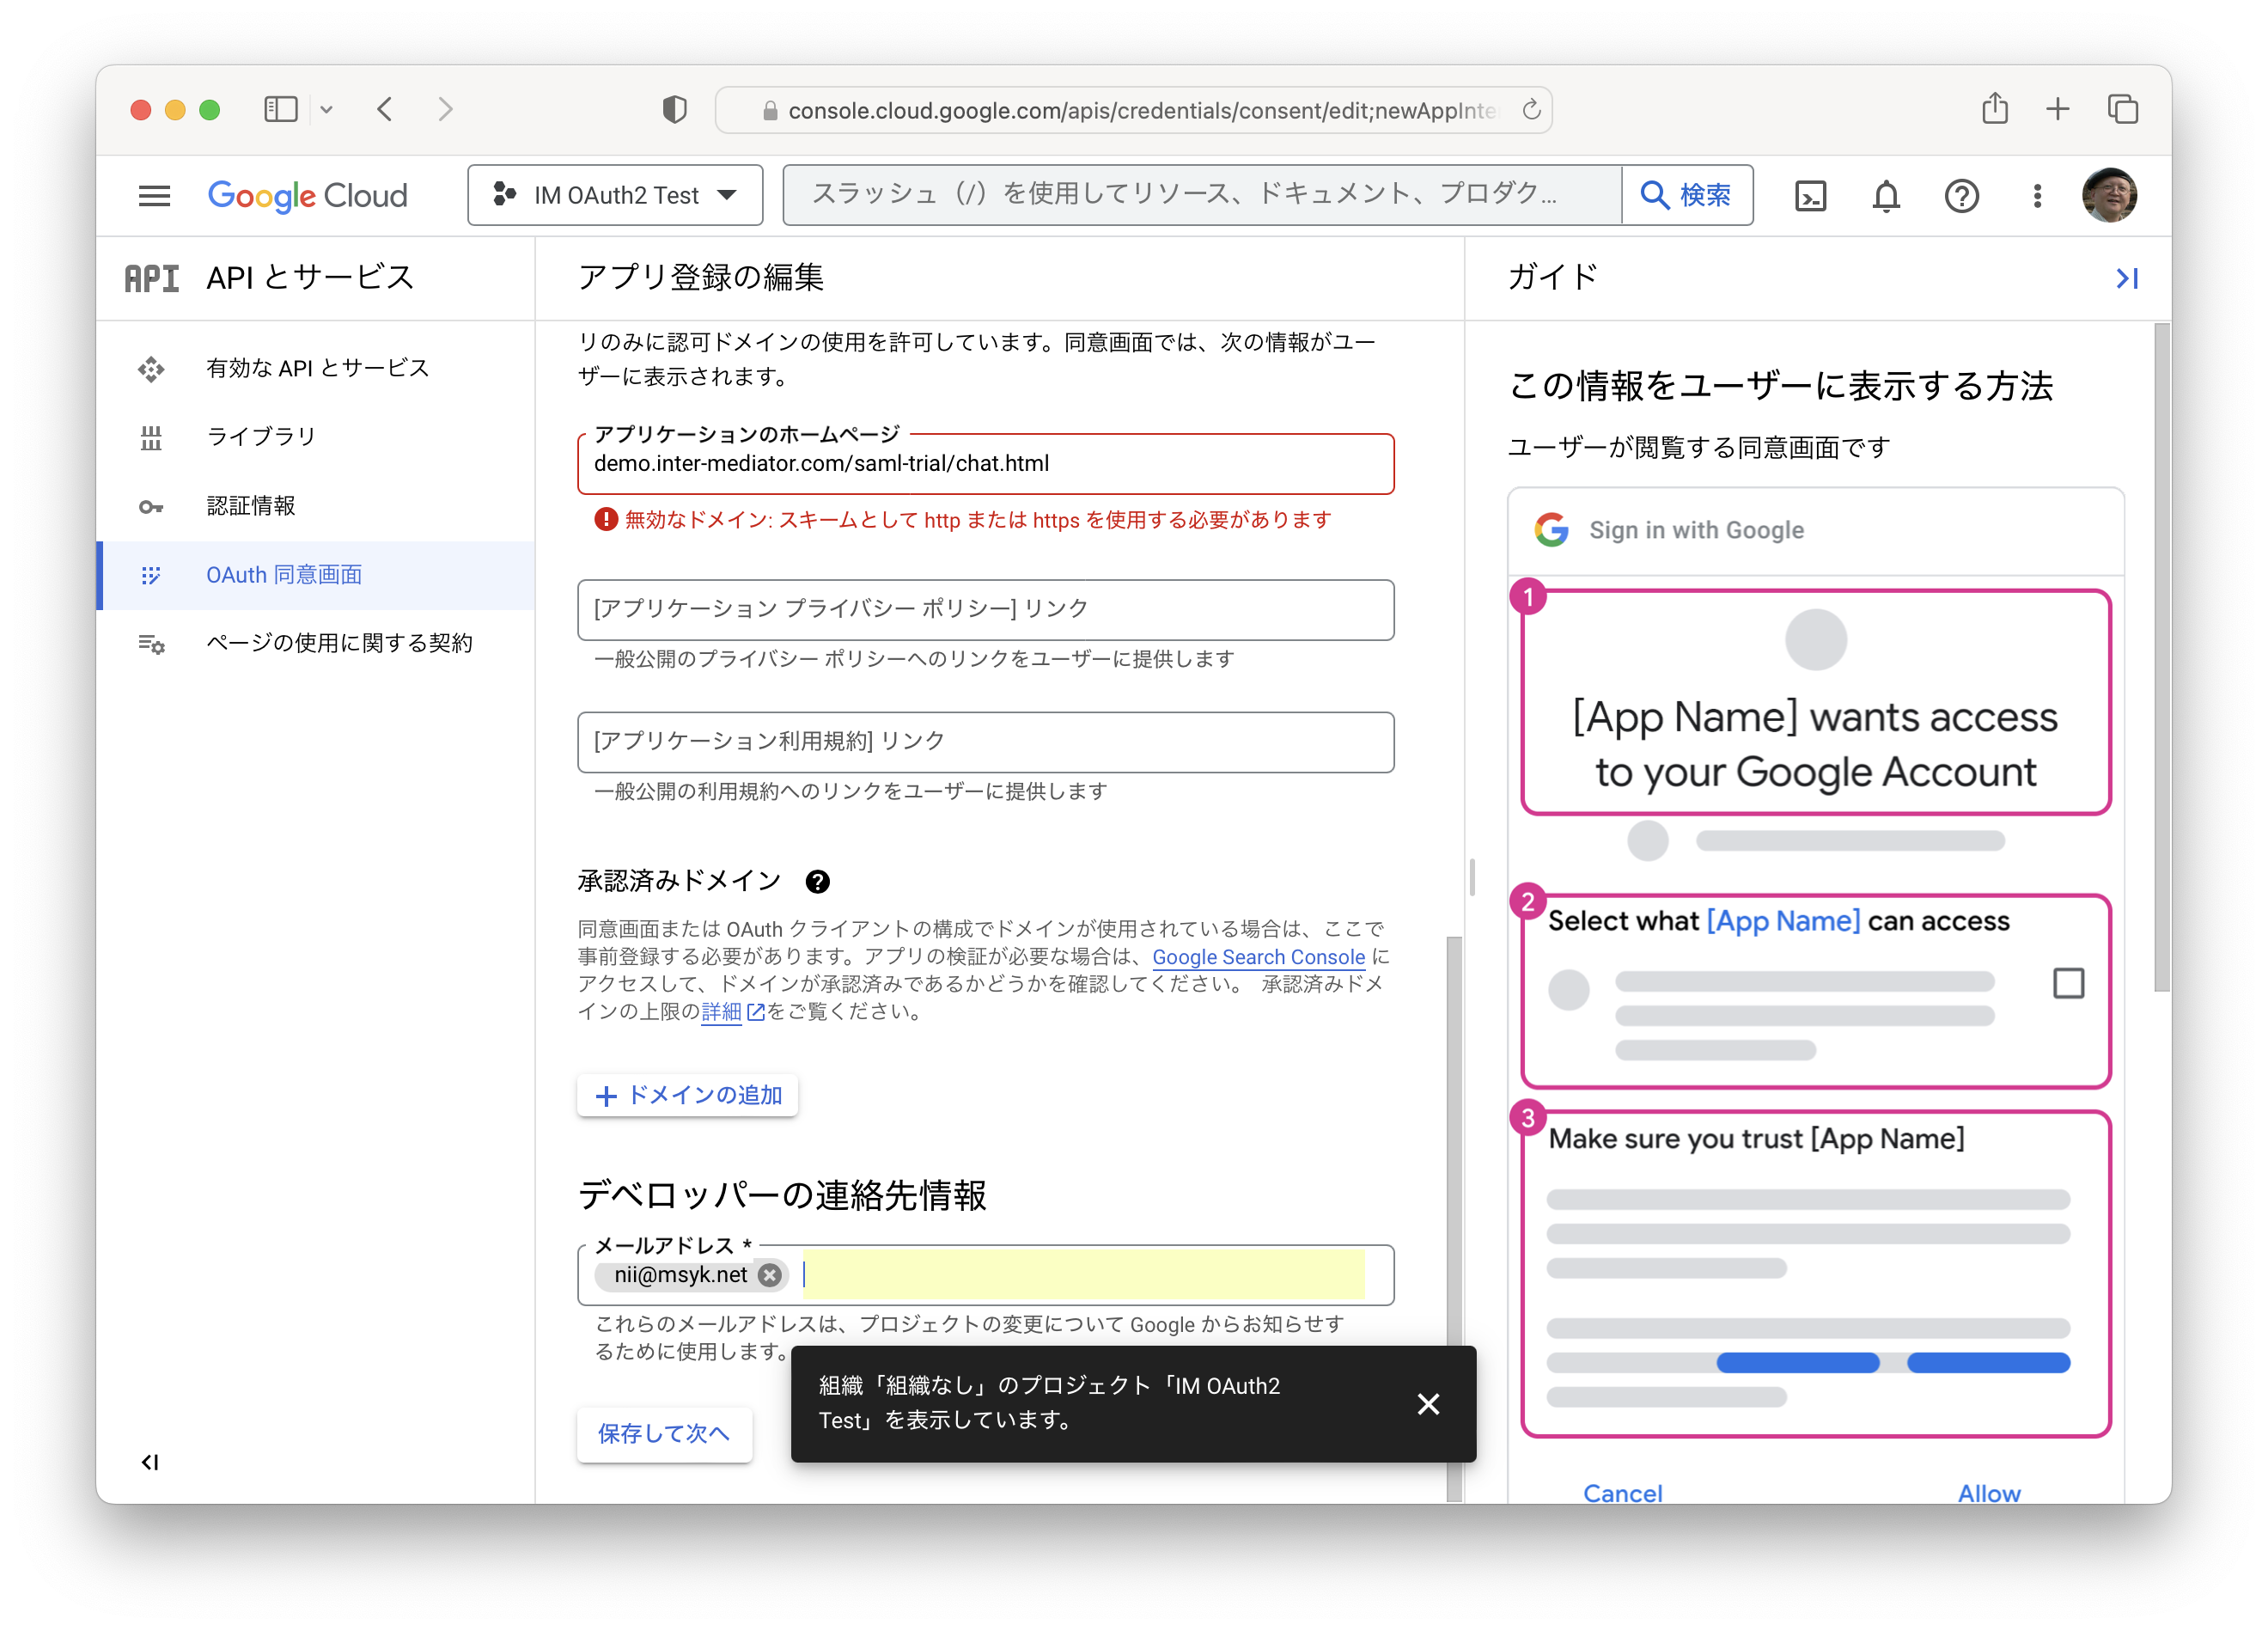 console.cloud.google.com/apis/credentials/consent/edit;newAppInte
Google Cloud
IM OAuth2 Test
スラッシュ（/）を使用してリソース、ドキュメント、プロダク...
検索
API
API とサービス
有効な API とサービス
ライブラリ
認証情報
OAuth 同意画面
ページの使用に関する契約
アプリ登録の編集
リのみに認可ドメインの使用を許可しています。同意画面では、次の情報がユー
ザーに表示されます。
アプリケーションのホームページ
demo.inter-mediator.com/saml-trial/chat.html
無効なドメイン: スキームとして http または https を使用する必要があります
[アプリケーション プライバシー ポリシー] リンク
一般公開のプライバシー ポリシーへのリンクをユーザーに提供します
[アプリケーション利用規約] リンク
一般公開の利用規約へのリンクをユーザーに提供します
承認済みドメイン
同意画面または OAuth クライアントの構成でドメインが使用されている場合は、ここで
事前登録する必要があります。アプリの検証が必要な場合は、Google Search Console に
アクセスして、ドメインが承認済みであるかどうかを確認してください。 承認済みドメ
インの上限の詳細をご覧ください。
ドメインの追加
デベロッパーの連絡先情報
メールアドレス *
nii@msyk.net
これらのメールアドレスは、プロジェクトの変更について Google からお知らせす
るために使用します。
保存して次へ
組織「組織なし」のプロジェクト「IM OAuth2
Test」を表示しています。
ガイド
この情報をユーザーに表示する方法
ユーザーが閲覧する同意画面です
Sign in with Google
1
[App Name] wants access
to your Google Account
2
Select what [App Name] can access
3
Make sure you trust [App Name]
Cancel
Allow